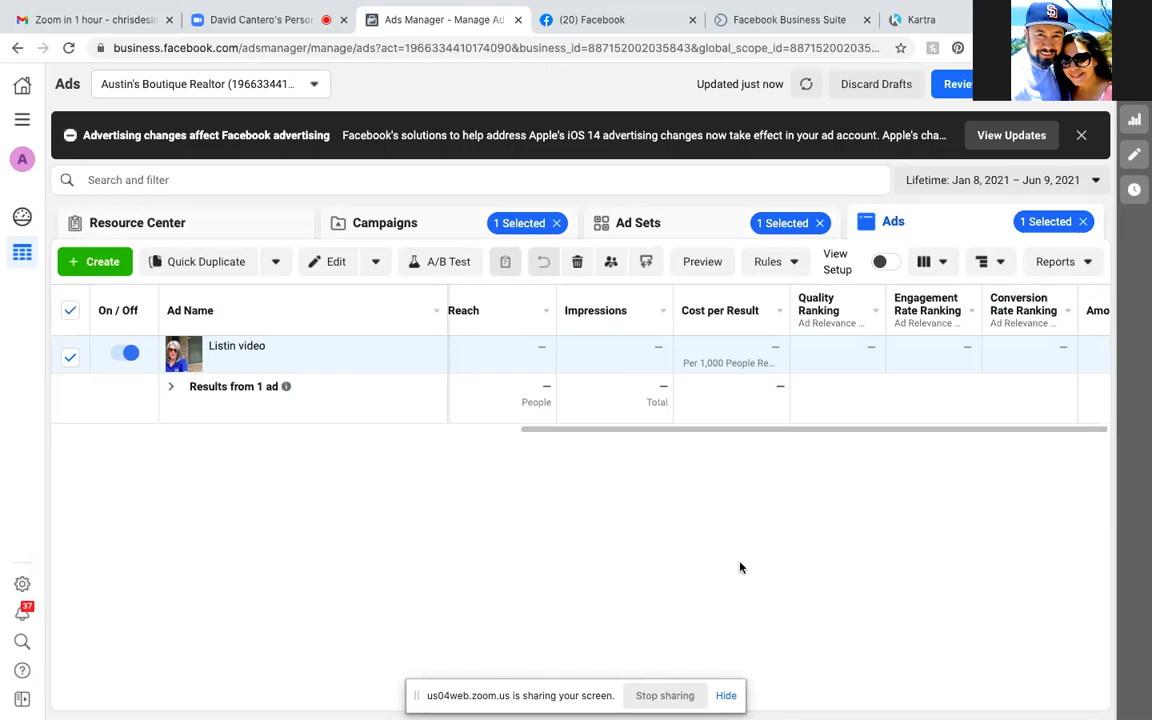 Zoom in 1 hour - chrisdesin
David Cantero's Perso
Ads Manager - Manage Ad
(20) Facebook
Facebook Business Suite
Kartra
business.facebook.com/adsmanager/manage/ads?act=1966334410174090&business_id=887152002035843&global_scope_id=887152002035...
Ads
Austin's Boutique Realtor (196633441...
Updated just now
Discard Drafts
Revie
A
Advertising changes affect Facebook advertising
Facebook's solutions to help address Apple's iOS 14 advertising changes now take effect in your ad account. Apple's cha...
View Updates
Search and filter
Lifetime: Jan 8, 2021 – Jun 9, 2021
Resource Center
Campaigns
1 Selected
Ad Sets
1 Selected
Ads
1 Selected
+ Create
Quick Duplicate
Edit
A/B Test
Preview
Rules
View Setup
Reports
On / Off
Ad Name
Reach
Impressions
Cost per Result
Quality
Ranking
Ad Relevance ...
Engagement
Rate Ranking
Ad Relevance ...
Conversion
Rate Ranking
Ad Relevance ...
Amo
Listin video
—
—
—
Per 1,000 People Re...
—
—
—
Results from 1 ad
—
People
—
Total
—
37
us04web.zoom.us is sharing your screen.
Stop sharing
Hide